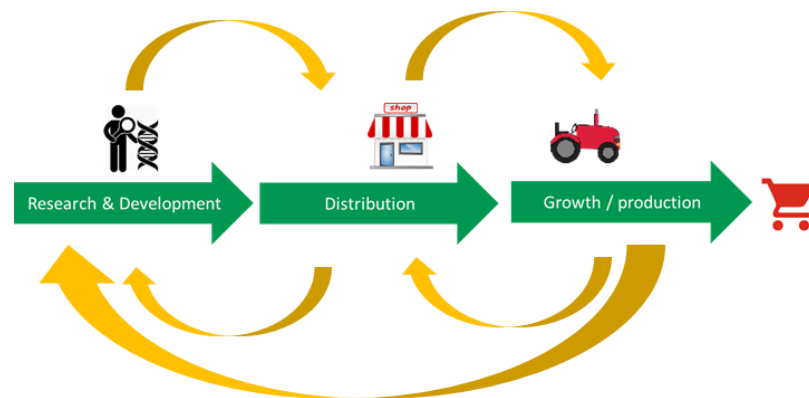 shop
Research & Development
Distribution
Growth / production